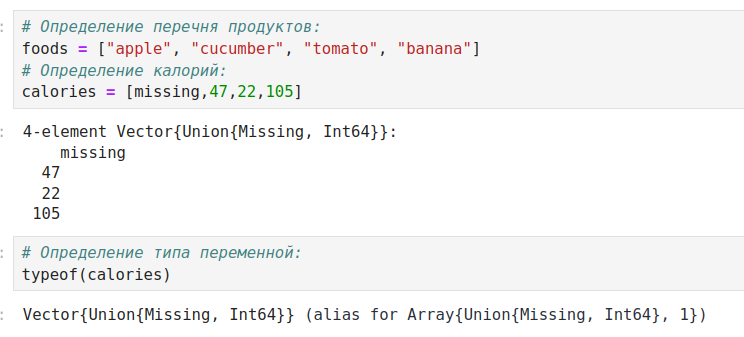 # Определение перечня продуктов:
foods = ["apple", "cucumber", "tomato", "banana"]
# Определение калорий:
calories = [missing,47,22,105]
4-element Vector{Union{Missing, Int64}}:
missing
47
22
105
# Определение типа переменной:
typeof(calories)
Vector{Union{Missing, Int64}} (alias for Array{Union{Missing, Int64}, 1})